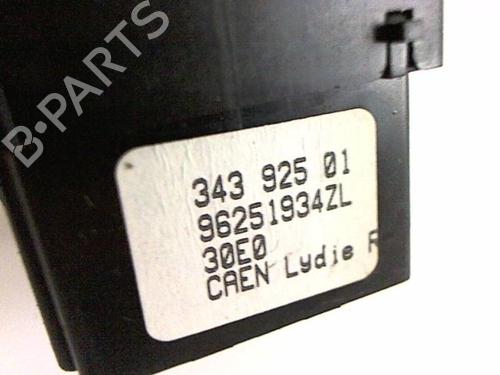 B-PARTS
343 925 01
96251934ZL
30E0
CAEN Lydie R